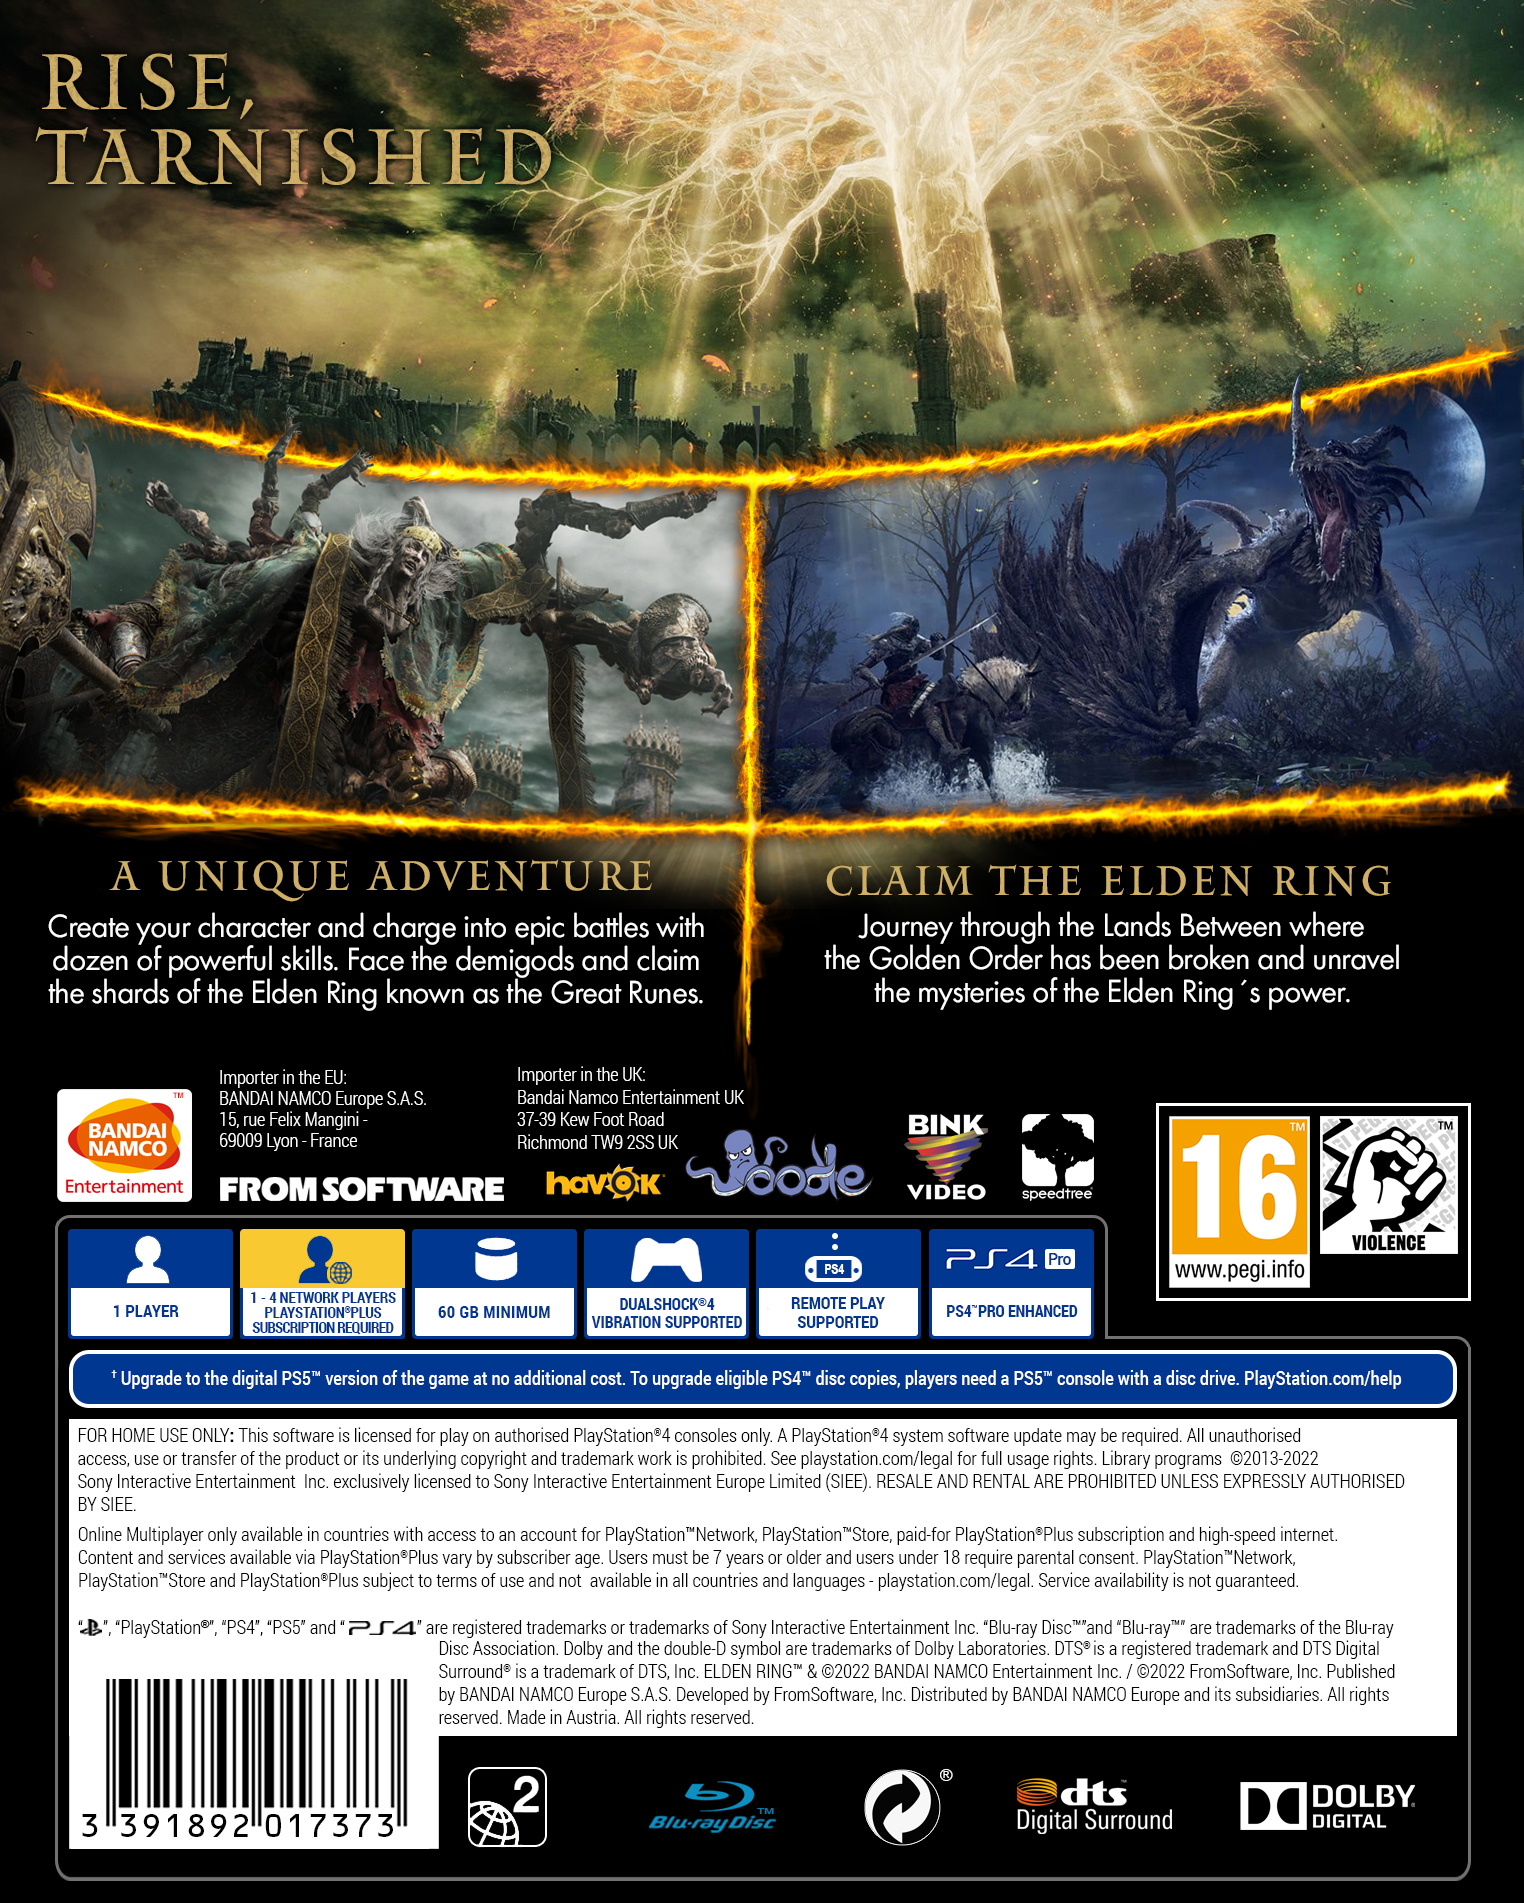 RISE,
TARNISHED
A UNIQUE ADVENTURE
Create your character and charge into epic battles with
dozen of powerful skills. Face the demigods and claim
the shards of the Elden Ring known as the Great Runes.
CLAIM THE ELDEN RING
Journey through the Lands Between where
the Golden Order has been broken and unravel
the mysteries of the Elden Ring´s power.
BANDAI
NAMCO
TM
Entertainment
Importer in the EU:
BANDAI NAMCO Europe S.A.S.
15, rue Felix Mangini -
69009 Lyon - France
Importer in the UK:
Bandai Namco Entertainment UK
37-39 Kew Foot Road
Richmond TW9 2SS UK
FROMSOFTWARE
havok
oodle
BINK
VIDEO
speedtree
16
TM
www.pegi.info
TM
VIOLENCE
1 PLAYER
1 - 4 NETWORK PLAYERS
PLAYSTATION®PLUS
SUBSCRIPTION REQUIRED
60 GB MINIMUM
DUALSHOCK®4
VIBRATION SUPPORTED
PS4
REMOTE PLAY
SUPPORTED
PS4 Pro
PS4™PRO ENHANCED
† Upgrade to the digital PS5™ version of the game at no additional cost. To upgrade eligible PS4™ disc copies, players need a PS5™ console with a disc drive. PlayStation.com/help
FOR HOME USE ONLY: This software is licensed for play on authorised PlayStation®4 consoles only. A PlayStation®4 system software update may be required. All unauthorised
access, use or transfer of the product or its underlying copyright and trademark work is prohibited. See playstation.com/legal for full usage rights. Library programs ©2013-2022
Sony Interactive Entertainment Inc. exclusively licensed to Sony Interactive Entertainment Europe Limited (SIEE). RESALE AND RENTAL ARE PROHIBITED UNLESS EXPRESSLY AUTHORISED
BY SIEE.
Online Multiplayer only available in countries with access to an account for PlayStation™Network, PlayStation™Store, paid-for PlayStation®Plus subscription and high-speed internet.
Content and services available via PlayStation®Plus vary by subscriber age. Users must be 7 years or older and users under 18 require parental consent. PlayStation™Network,
PlayStation™Store and PlayStation®Plus subject to terms of use and not available in all countries and languages - playstation.com/legal. Service availability is not guaranteed.
“ ”, “PlayStation®”, “PS4”, “PS5” and “ PS4” are registered trademarks or trademarks of Sony Interactive Entertainment Inc. “Blu-ray Disc™”and “Blu-ray™” are trademarks of the Blu-ray
Disc Association. Dolby and the double-D symbol are trademarks of Dolby Laboratories. DTS® is a registered trademark and DTS Digital
Surround® is a trademark of DTS, Inc. ELDEN RING™ & ©2022 BANDAI NAMCO Entertainment Inc. / ©2022 FromSoftware, Inc. Published
by BANDAI NAMCO Europe S.A.S. Developed by FromSoftware, Inc. Distributed by BANDAI NAMCO Europe and its subsidiaries. All rights
reserved. Made in Austria. All rights reserved.
3 391892 017373
2
Blu-ray Disc™
®
dts
Digital Surround
DOLBY
DIGITAL